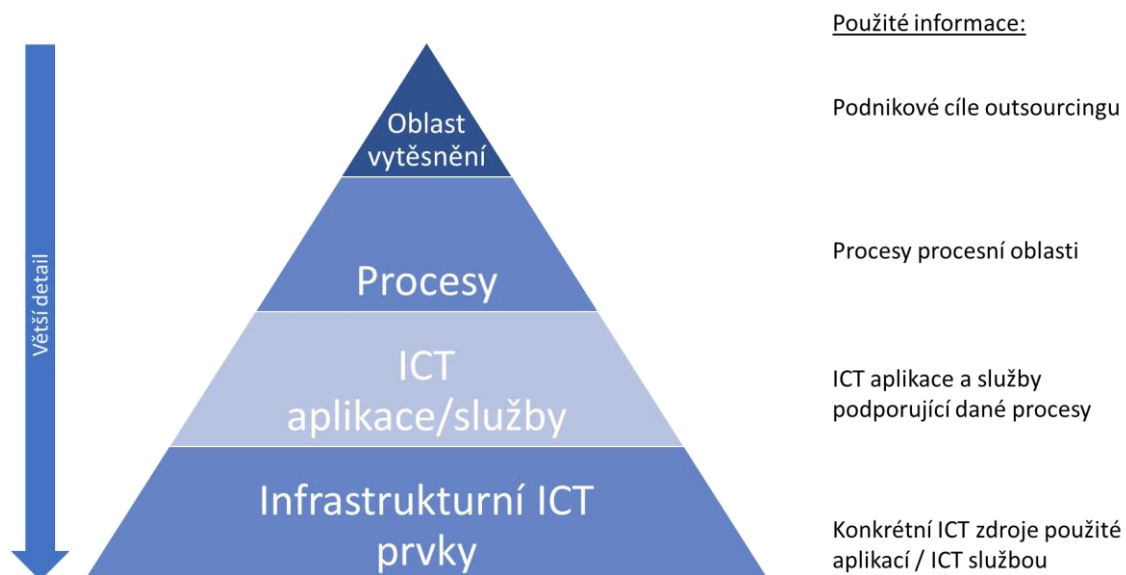 Použité informace:
Oblast
vytěsnění
Podnikové cíle outsourcingu
Procesy
Procesy procesní oblasti
Větší detail
ICT
aplikace/služby
ICT aplikace a služby
podporující dané procesy
Infrastrukturní ICT
prvky
Konkrétní ICT zdroje použité
aplikací / ICT službou